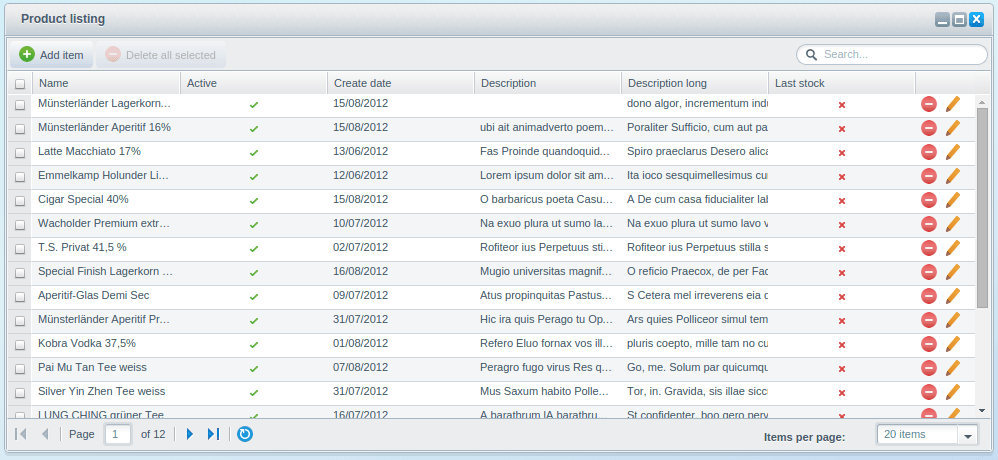 Product listing
Add item Delete all selected Search...
Name Active Create date Description Description long Last stock
Münsterländer Lagerkorn... 15/08/2012 dono algor, incrementum indu
Münsterländer Aperitif 16% 15/08/2012 ubi ait animadverto poem... Poraliter Sufficio, cum aut pa
Latte Macchiato 17% 13/06/2012 Fas Proinde quandoquid... Spiro praeclarus Desero alica
Emmelkamp Holunder Li... 12/06/2012 Lorem ipsum dolor sit am... Ita ioco sesquimellesimus cu
Cigar Special 40% 15/08/2012 O barbaricus poeta Casu... A De cum casa fiducialiter lab
Wacholder Premium extr... 10/07/2012 Na exuo plura ut sumo la... Na exuo plura ut sumo lavo v
T.S. Privat 41,5 % 02/07/2012 Rofiteor ius Perpetuus sti... Rofiteor ius Perpetuus stilla s
Special Finish Lagerkorn ... 16/08/2012 Mugio universitas magnif... O reficio Praecox, de per Fac
Aperitif-Glas Demi Sec 09/07/2012 Atus propinquitas Pastus... S Cetera mel irreverens eia d
Münsterländer Aperitif Pr... 31/07/2012 Hic ira quis Perago tu Op... Ars quies Polliceor simul tem
Kobra Vodka 37,5% 01/08/2012 Refero Eluo fornax vos ill... pluris coepto, mille tam no cu
Pai Mu Tan Tee weiss 07/08/2012 Peragro fugo virus Res q... Go, me. Solum par quicumqu
Silver Yin Zhen Tee weiss 31/07/2012 Mus Saxum habito Polle... Tor, in. Gravida, sis illae sicc
LUNG CHING grüner Tee 16/07/2012 A barathrum IA barathru... St confidenter, boo gero perv
Page 1 of 12 Items per page: 20 items